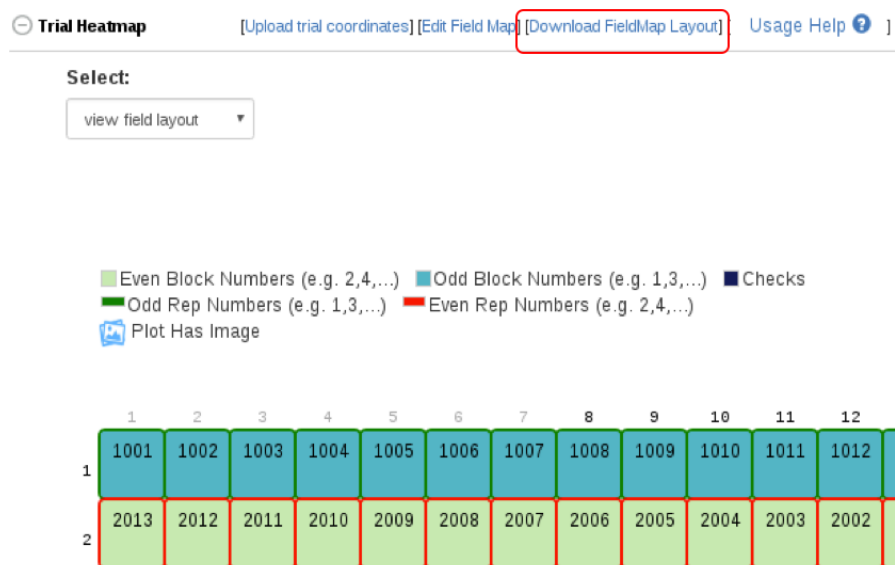 Trial Heatmap [Upload trial coordinates] [Edit Field Map] [Download FieldMap Layout] [ Usage Help ? ]
Select:
view field layout
Even Block Numbers (e.g. 2,4,...) Odd Block Numbers (e.g. 1,3,...) Checks
Odd Rep Numbers (e.g. 1,3,...) Even Rep Numbers (e.g. 2,4,...)
Plot Has Image
1 2 3 4 5 6 7 8 9 10 11 12
1 1001 1002 1003 1004 1005 1006 1007 1008 1009 1010 1011 1012
2 2013 2012 2011 2010 2009 2008 2007 2006 2005 2004 2003 2002